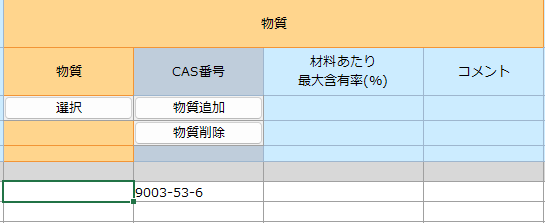 物質
物質
CAS番号
材料あたり
最大含有率(%)
コメント
選択
物質追加
物質削除
9003-53-6